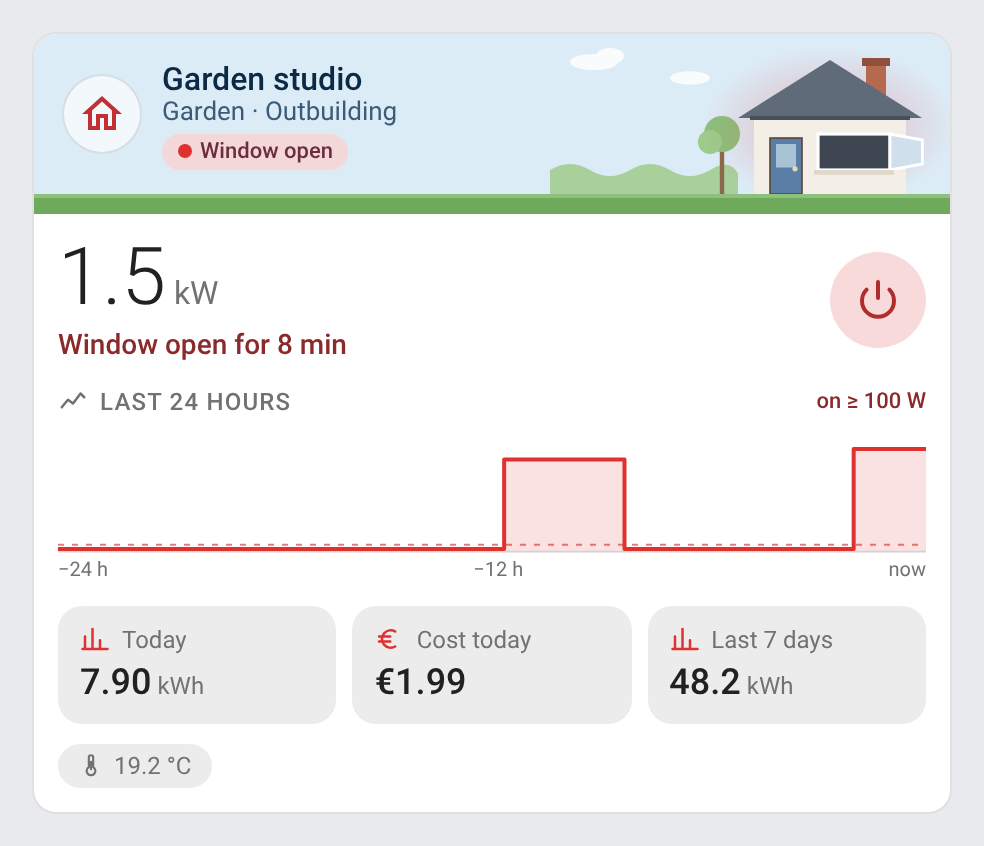 Garden studio
Garden · Outbuilding
Window open
1.5 kW
Window open for 8 min
LAST 24 HOURS
on ≥ 100 W
−24 h
−12 h
now
Today
7.90 kWh
Cost today
€1.99
Last 7 days
48.2 kWh
19.2 °C